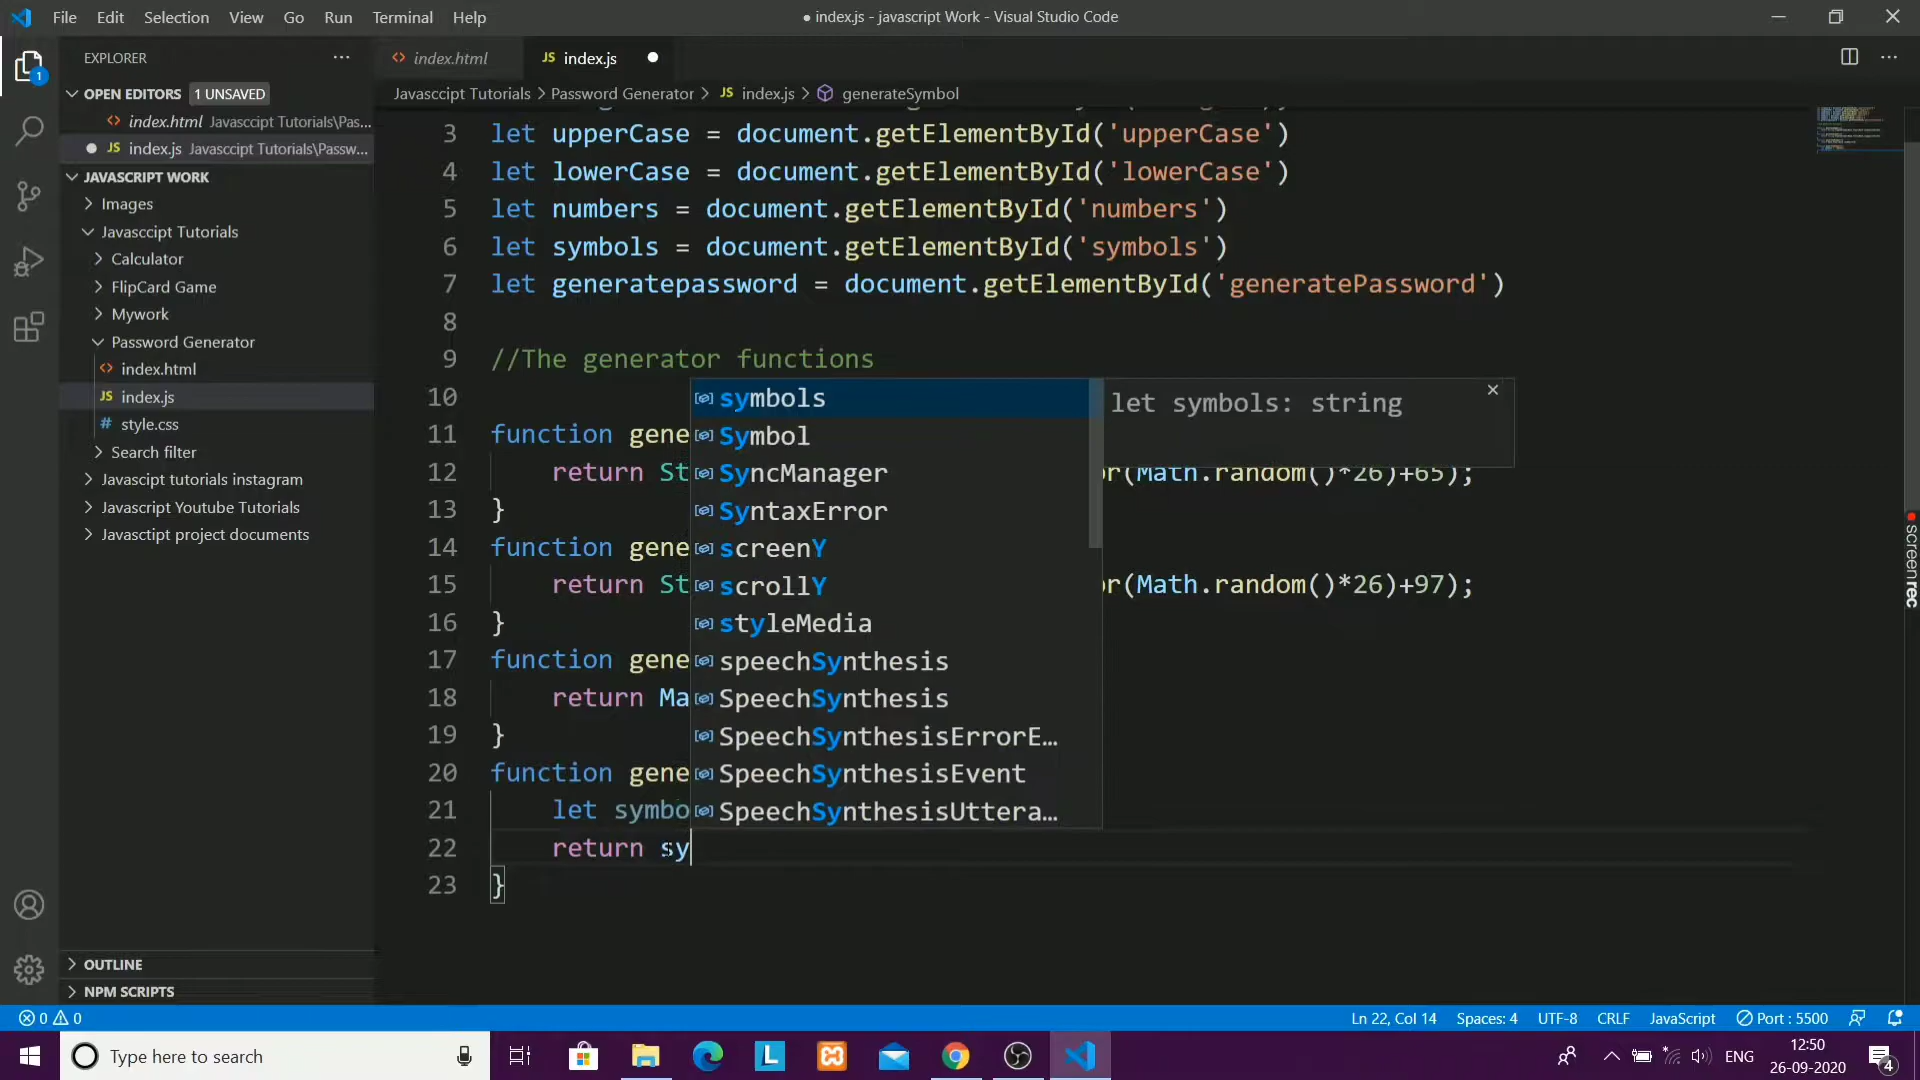 File Edit Selection View Go Run Terminal Help
● index.js - javascript Work - Visual Studio Code
EXPLORER
index.html
JS index.js
OPEN EDITORS 1 UNSAVED
index.html Javasccipt Tutorials\Pas...
JS index.js Javasccipt Tutorials\Passw...
JAVASCRIPT WORK
Images
Javasccipt Tutorials
Calculator
FlipCard Game
Mywork
Password Generator
index.html
JS index.js
# style.css
Search filter
Javascipt tutorials instagram
Javascript Youtube Tutorials
Javasctipt project documents
OUTLINE
NPM SCRIPTS
Javasccipt Tutorials > Password Generator > JS index.js > generateSymbol
3 let upperCase = document.getElementById('upperCase')
4 let lowerCase = document.getElementById('lowerCase')
5 let numbers = document.getElementById('numbers')
6 let symbols = document.getElementById('symbols')
7 let generatepassword = document.getElementById('generatePassword')
8
9 //The generator functions
10
11 function gene
12 return St or(Math.random()*26)+65);
13 }
14 function gene
15 return St or(Math.random()*26)+97);
16 }
17 function gene
18 return Ma
19 }
20 function gene
21 let symbo
22 return sy
23 }
symbols
Symbol
SyncManager
SyntaxError
screenY
scrollY
styleMedia
speechSynthesis
SpeechSynthesis
SpeechSynthesisErrorE...
SpeechSynthesisEvent
SpeechSynthesisUttera...
let symbols: string
screenrec
0 0
Ln 22, Col 14 Spaces: 4 UTF-8 CRLF JavaScript Port : 5500
Type here to search
ENG
12:50
26-09-2020
4
1